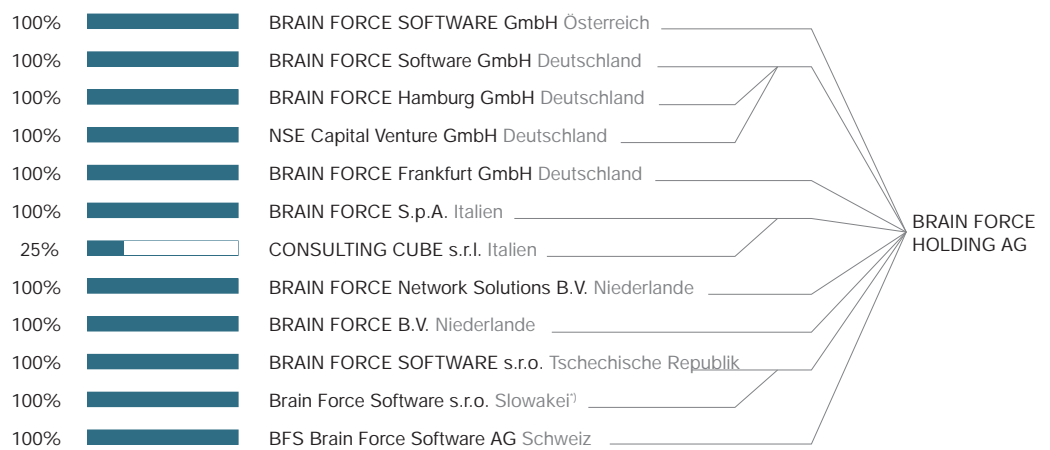 100% BRAIN FORCE SOFTWARE GmbH Österreich
100% BRAIN FORCE Software GmbH Deutschland
100% BRAIN FORCE Hamburg GmbH Deutschland
100% NSE Capital Venture GmbH Deutschland
100% BRAIN FORCE Frankfurt GmbH Deutschland
100% BRAIN FORCE S.p.A. Italien
25% CONSULTING CUBE s.r.l. Italien
100% BRAIN FORCE Network Solutions B.V. Niederlande
100% BRAIN FORCE B.V. Niederlande
100% BRAIN FORCE SOFTWARE s.r.o. Tschechische Republik
100% Brain Force Software s.r.o. Slowakei*)
100% BFS Brain Force Software AG Schweiz
BRAIN FORCE
HOLDING AG